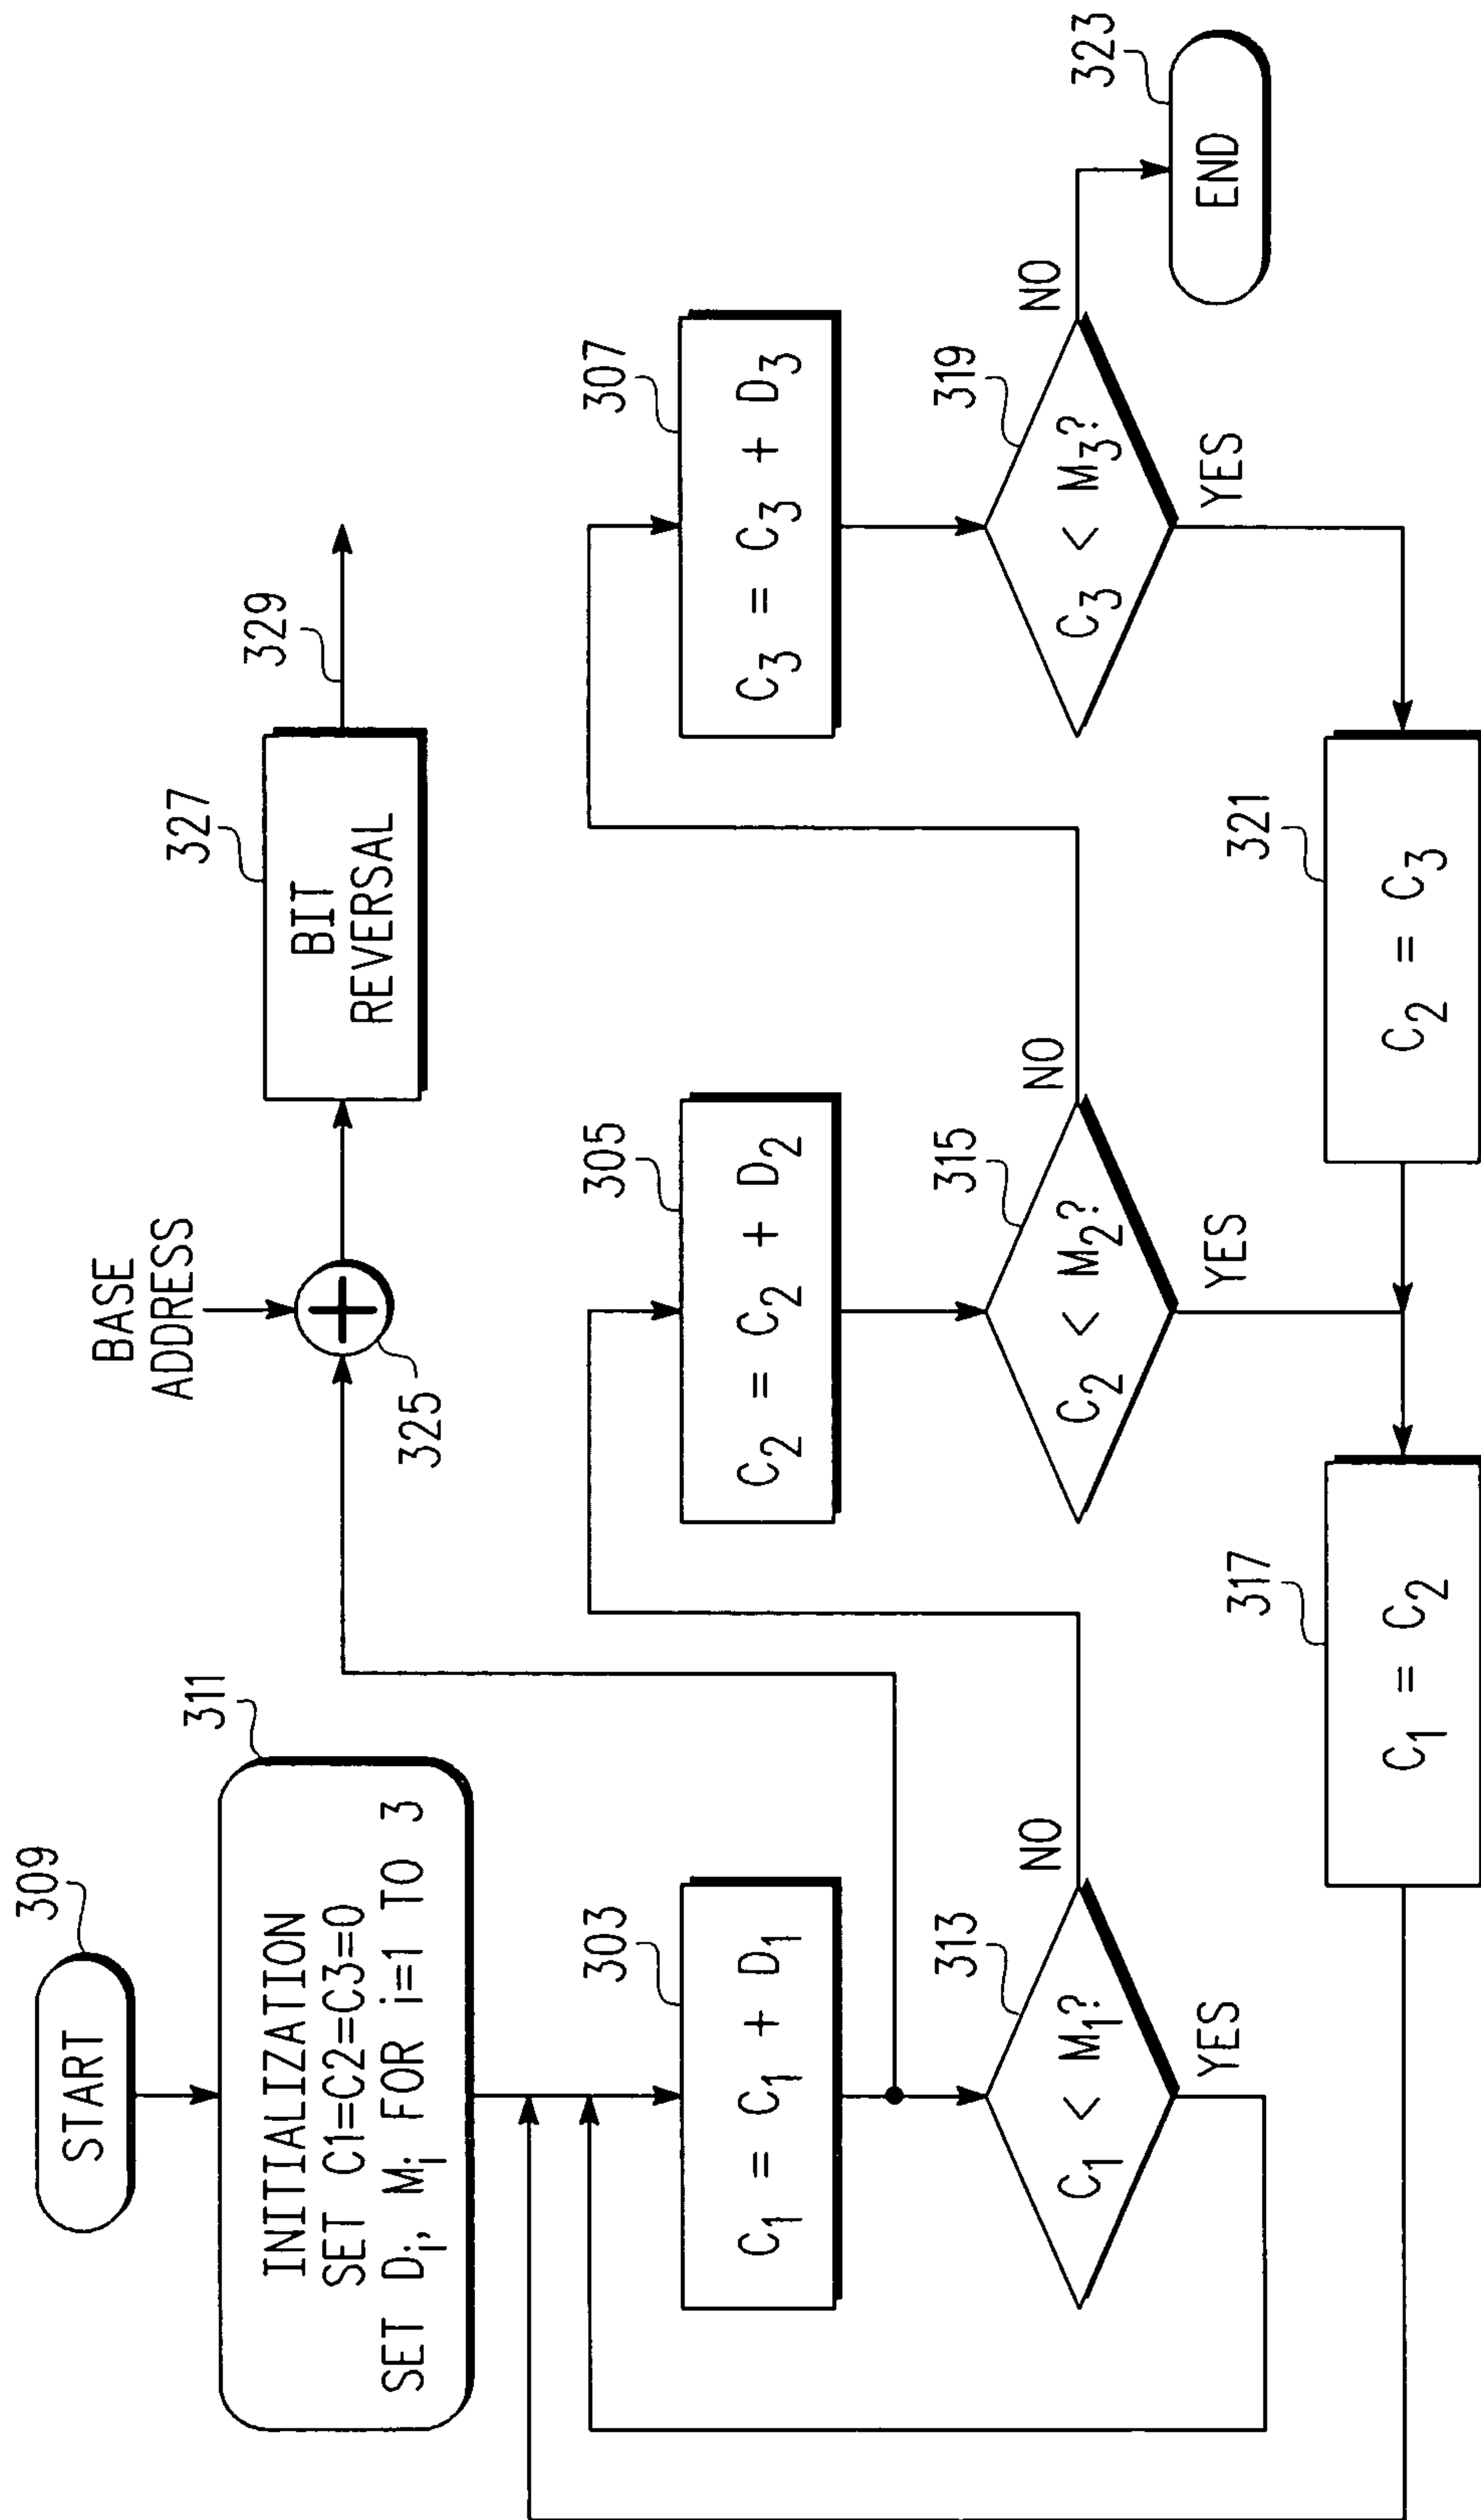 309
START
311
INITIALIZATION
SET C1=C2=C3=0
SET Di, Mi FOR i=1 TO 3
BASE
ADDRESS
325
327
BIT
REVERSAL
329
303
C1 = C1 + D1
305
C2 = C2 + D2
307
C3 = C3 + D3
313
C1 < M1?
NO
YES
315
C2 < M2?
NO
YES
319
C3 < M3?
NO
YES
323
END
317
C1 = C2
321
C2 = C3